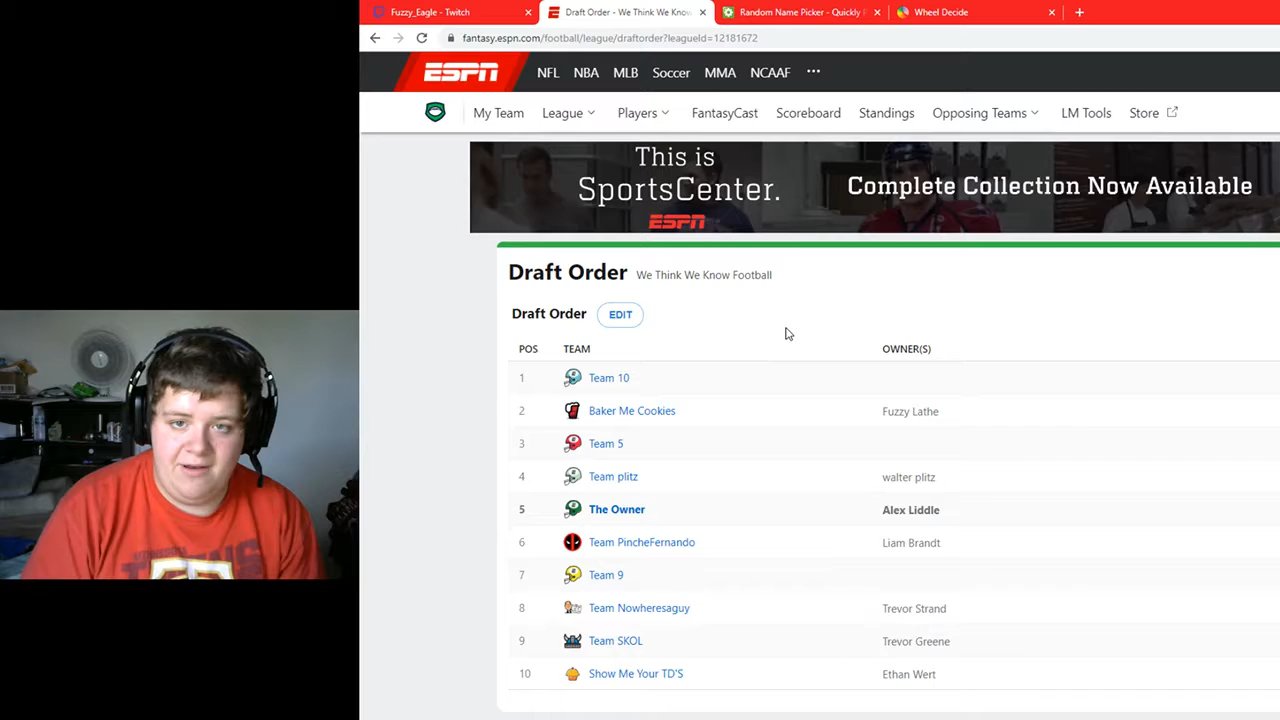 Fuzzy_Eagle - Twitch
Draft Order - We Think We Know
Random Name Picker - Quickly
Wheel Decide
fantasy.espn.com/football/league/draftorder?leagueId=12181672
ESPN NFL NBA MLB Soccer MMA NCAAF
My Team League Players FantasyCast Scoreboard Standings Opposing Teams LM Tools Store
This is
SportsCenter.
ESPN
Complete Collection Now Available
Draft Order We Think We Know Football
Draft Order EDIT
POS TEAM OWNER(S)
1 Team 10
2 Baker Me Cookies Fuzzy Lathe
3 Team 5
4 Team plitz walter plitz
5 The Owner Alex Liddle
6 Team PincheFernando Liam Brandt
7 Team 9
8 Team Nowheresaguy Trevor Strand
9 Team SKOL Trevor Greene
10 Show Me Your TD'S Ethan Wert